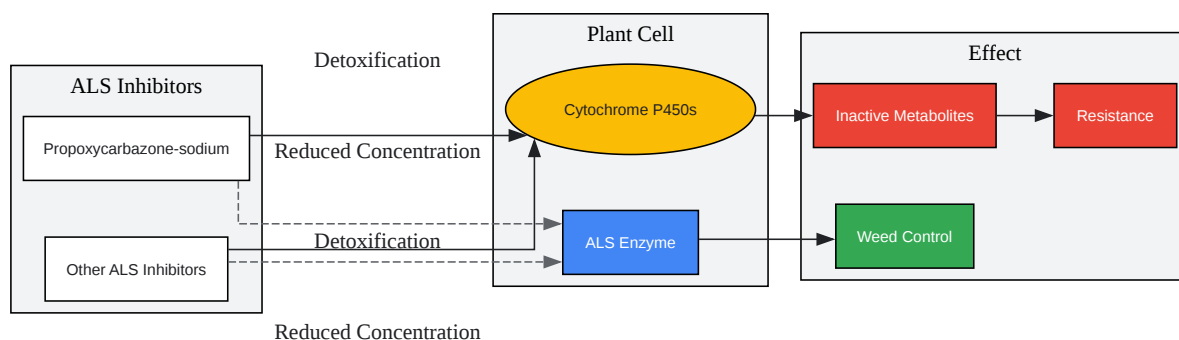 Plant Cell
Effect
Detoxification
ALS Inhibitors
Cytochrome P450s
Inactive Metabolites
Resistance
Propoxycarbazone-sodium
Reduced Concentration
Detoxification
ALS Enzyme
Weed Control
Other ALS Inhibitors
Reduced Concentration